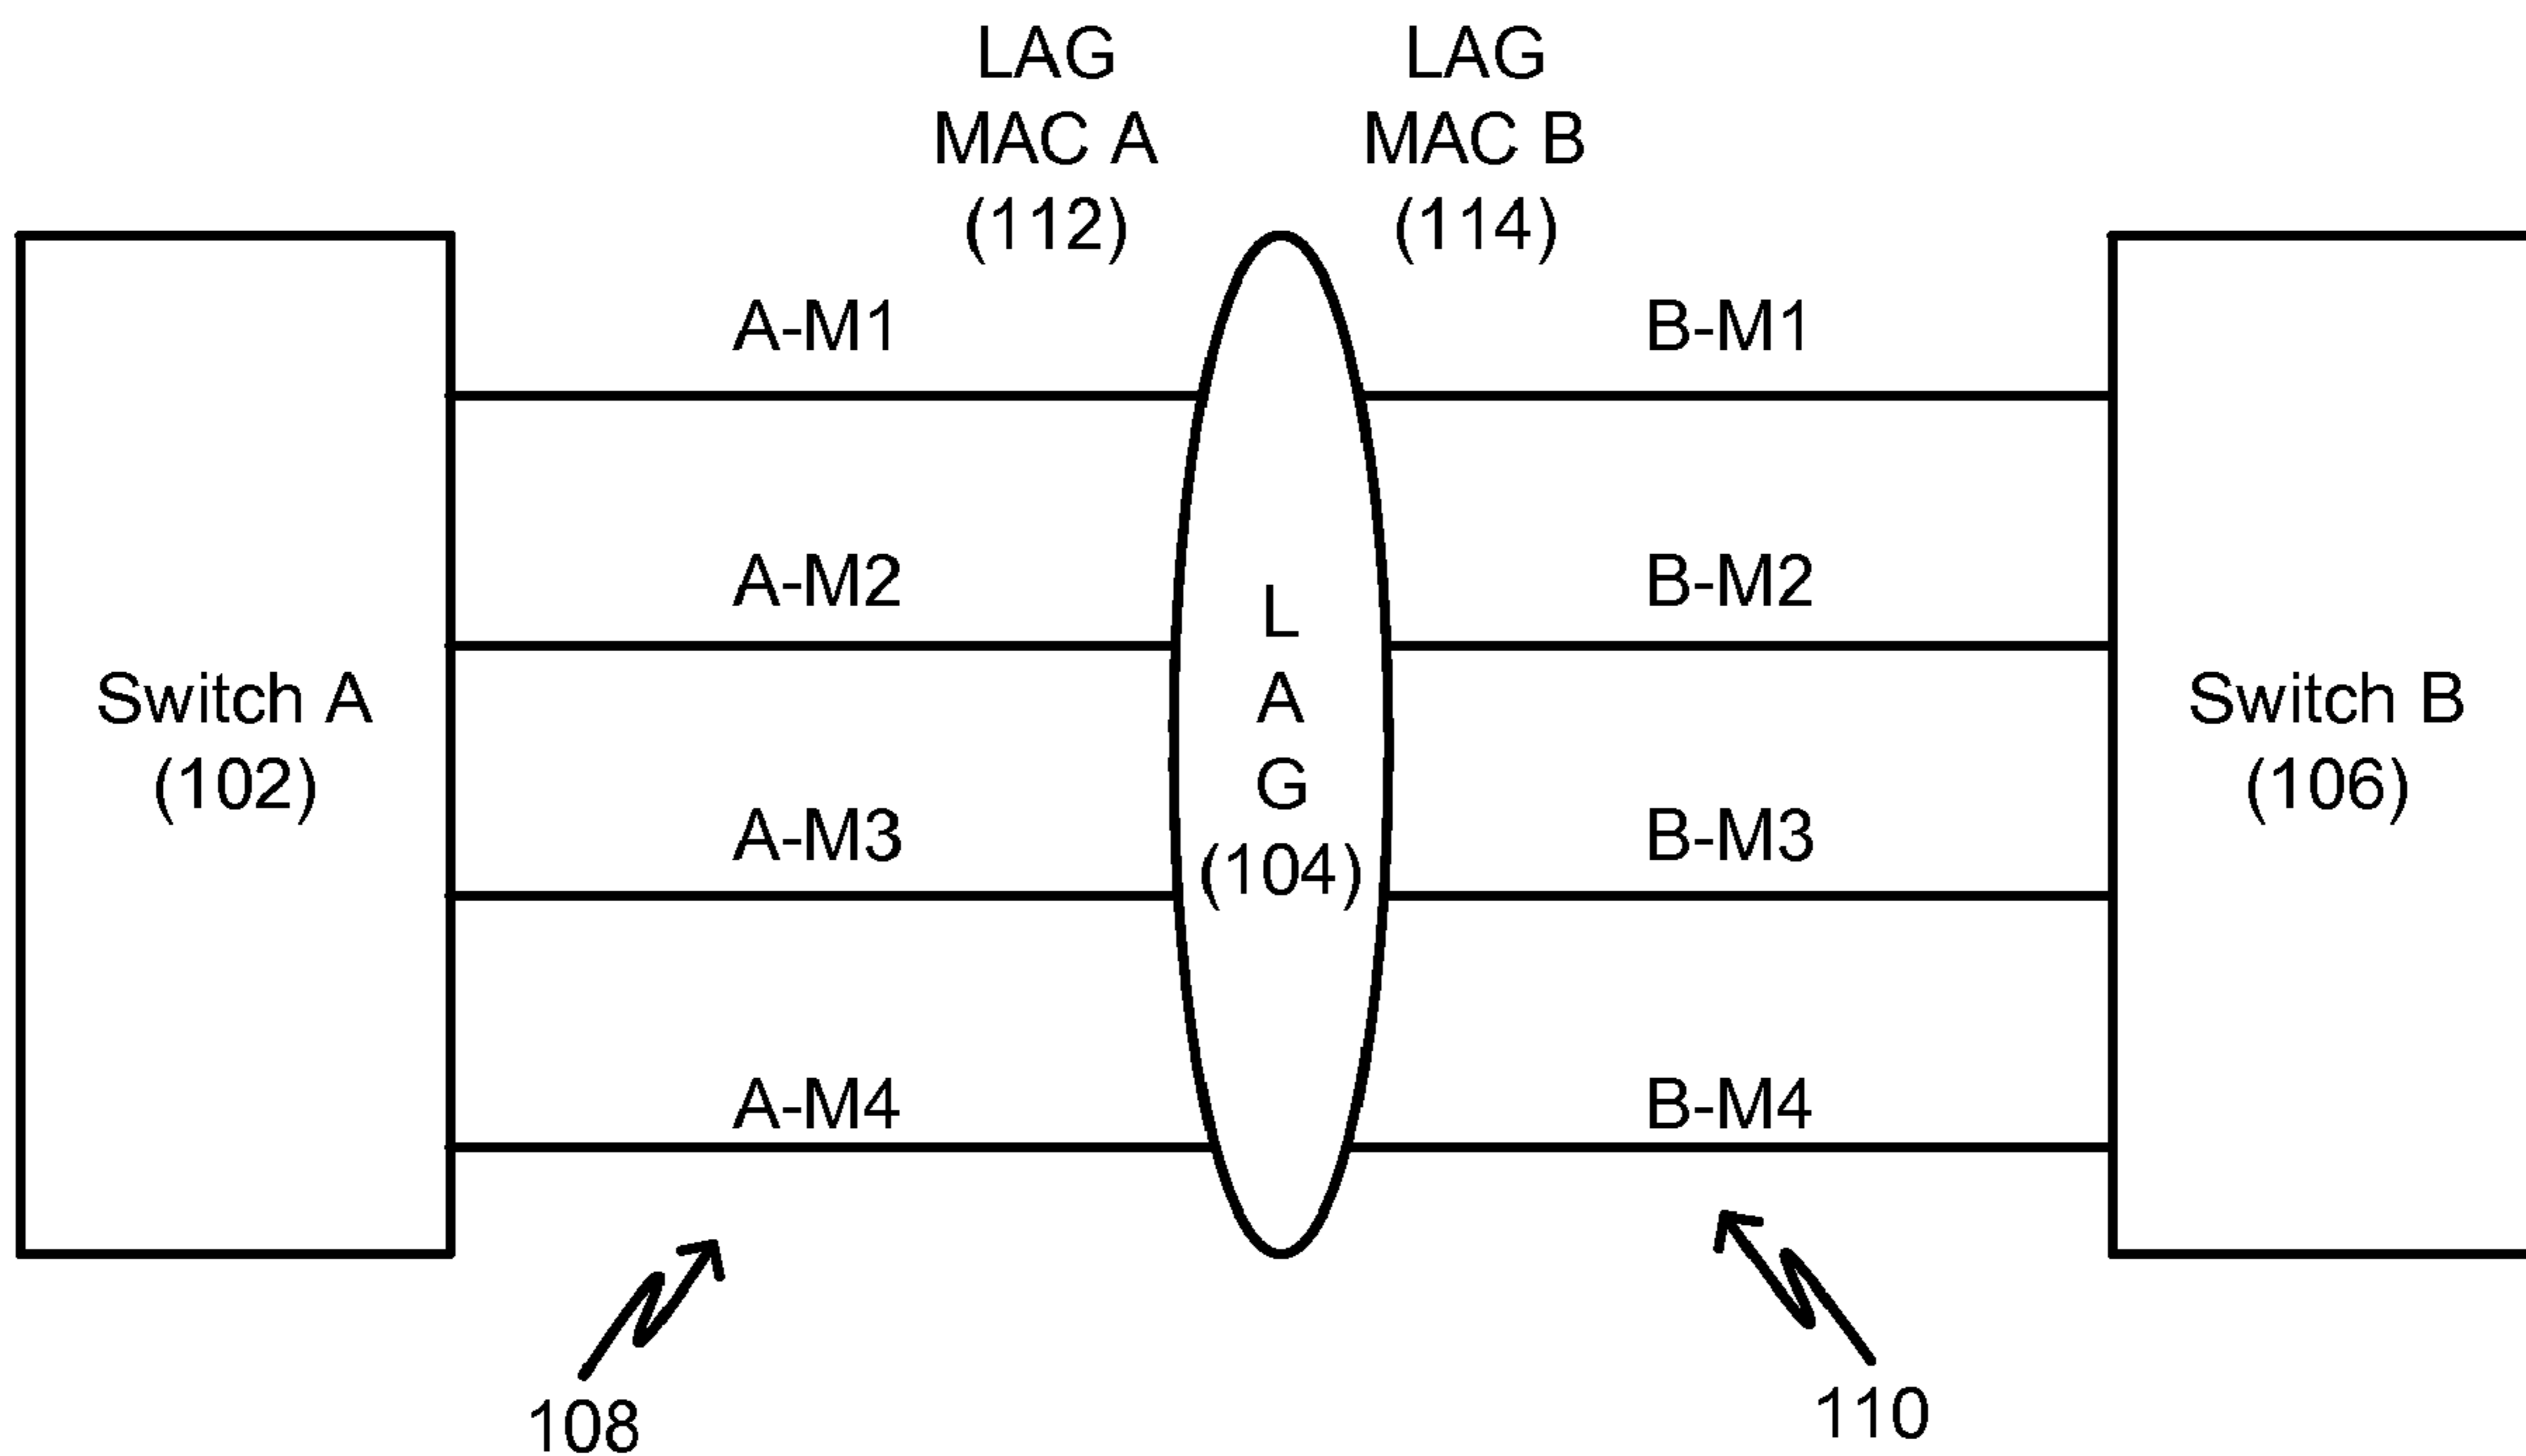 LAG
MAC A
(112)
LAG
MAC B
(114)
A-M1
B-M1
A-M2
B-M2
Switch A
(102)
L
A
G
(104)
Switch B
(106)
A-M3
B-M3
A-M4
B-M4
108
110